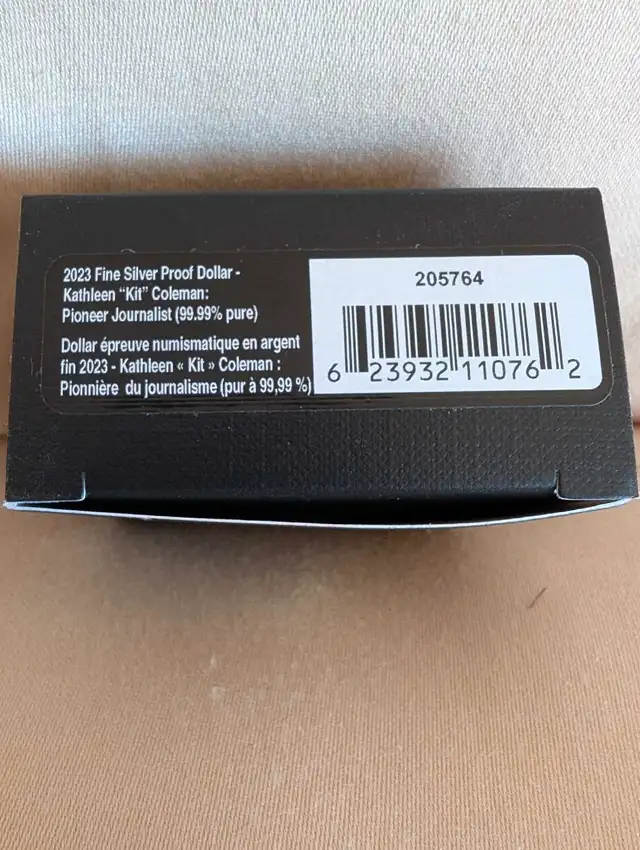 2023 Fine Silver Proof Dollar -
Kathleen “Kit” Coleman:
Pioneer Journalist (99.99% pure)
Dollar épreuve numismatique en argent
fin 2023 - Kathleen « Kit » Coleman :
Pionnière du journalisme (pur à 99,99 %)
205764
6 23932 11076 2